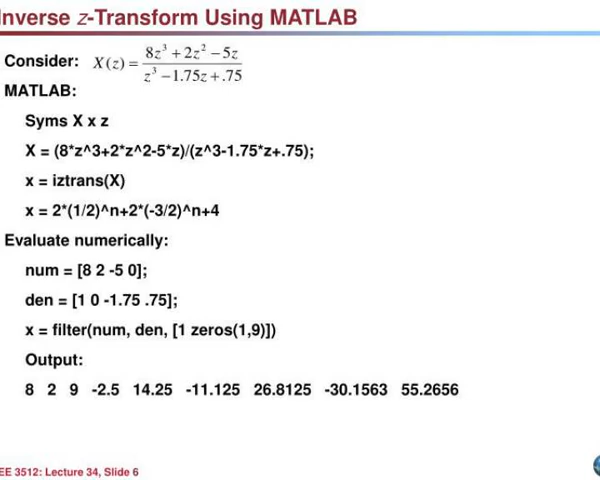 Inverse z-Transform Using MATLAB
Consider: X(z) = (8z³ + 2z² − 5z)/(z³ − 1.75z + .75)
MATLAB:
Syms X x z
X = (8*z^3+2*z^2-5*z)/(z^3-1.75*z+.75);
x = iztrans(X)
x = 2*(1/2)^n+2*(-3/2)^n+4
Evaluate numerically:
num = [8 2 -5 0];
den = [1 0 -1.75 .75];
x = filter(num, den, [1 zeros(1,9)])
Output:
8 2 9 -2.5 14.25 -11.125 26.8125 -30.1563 55.2656
EE 3512: Lecture 34, Slide 6